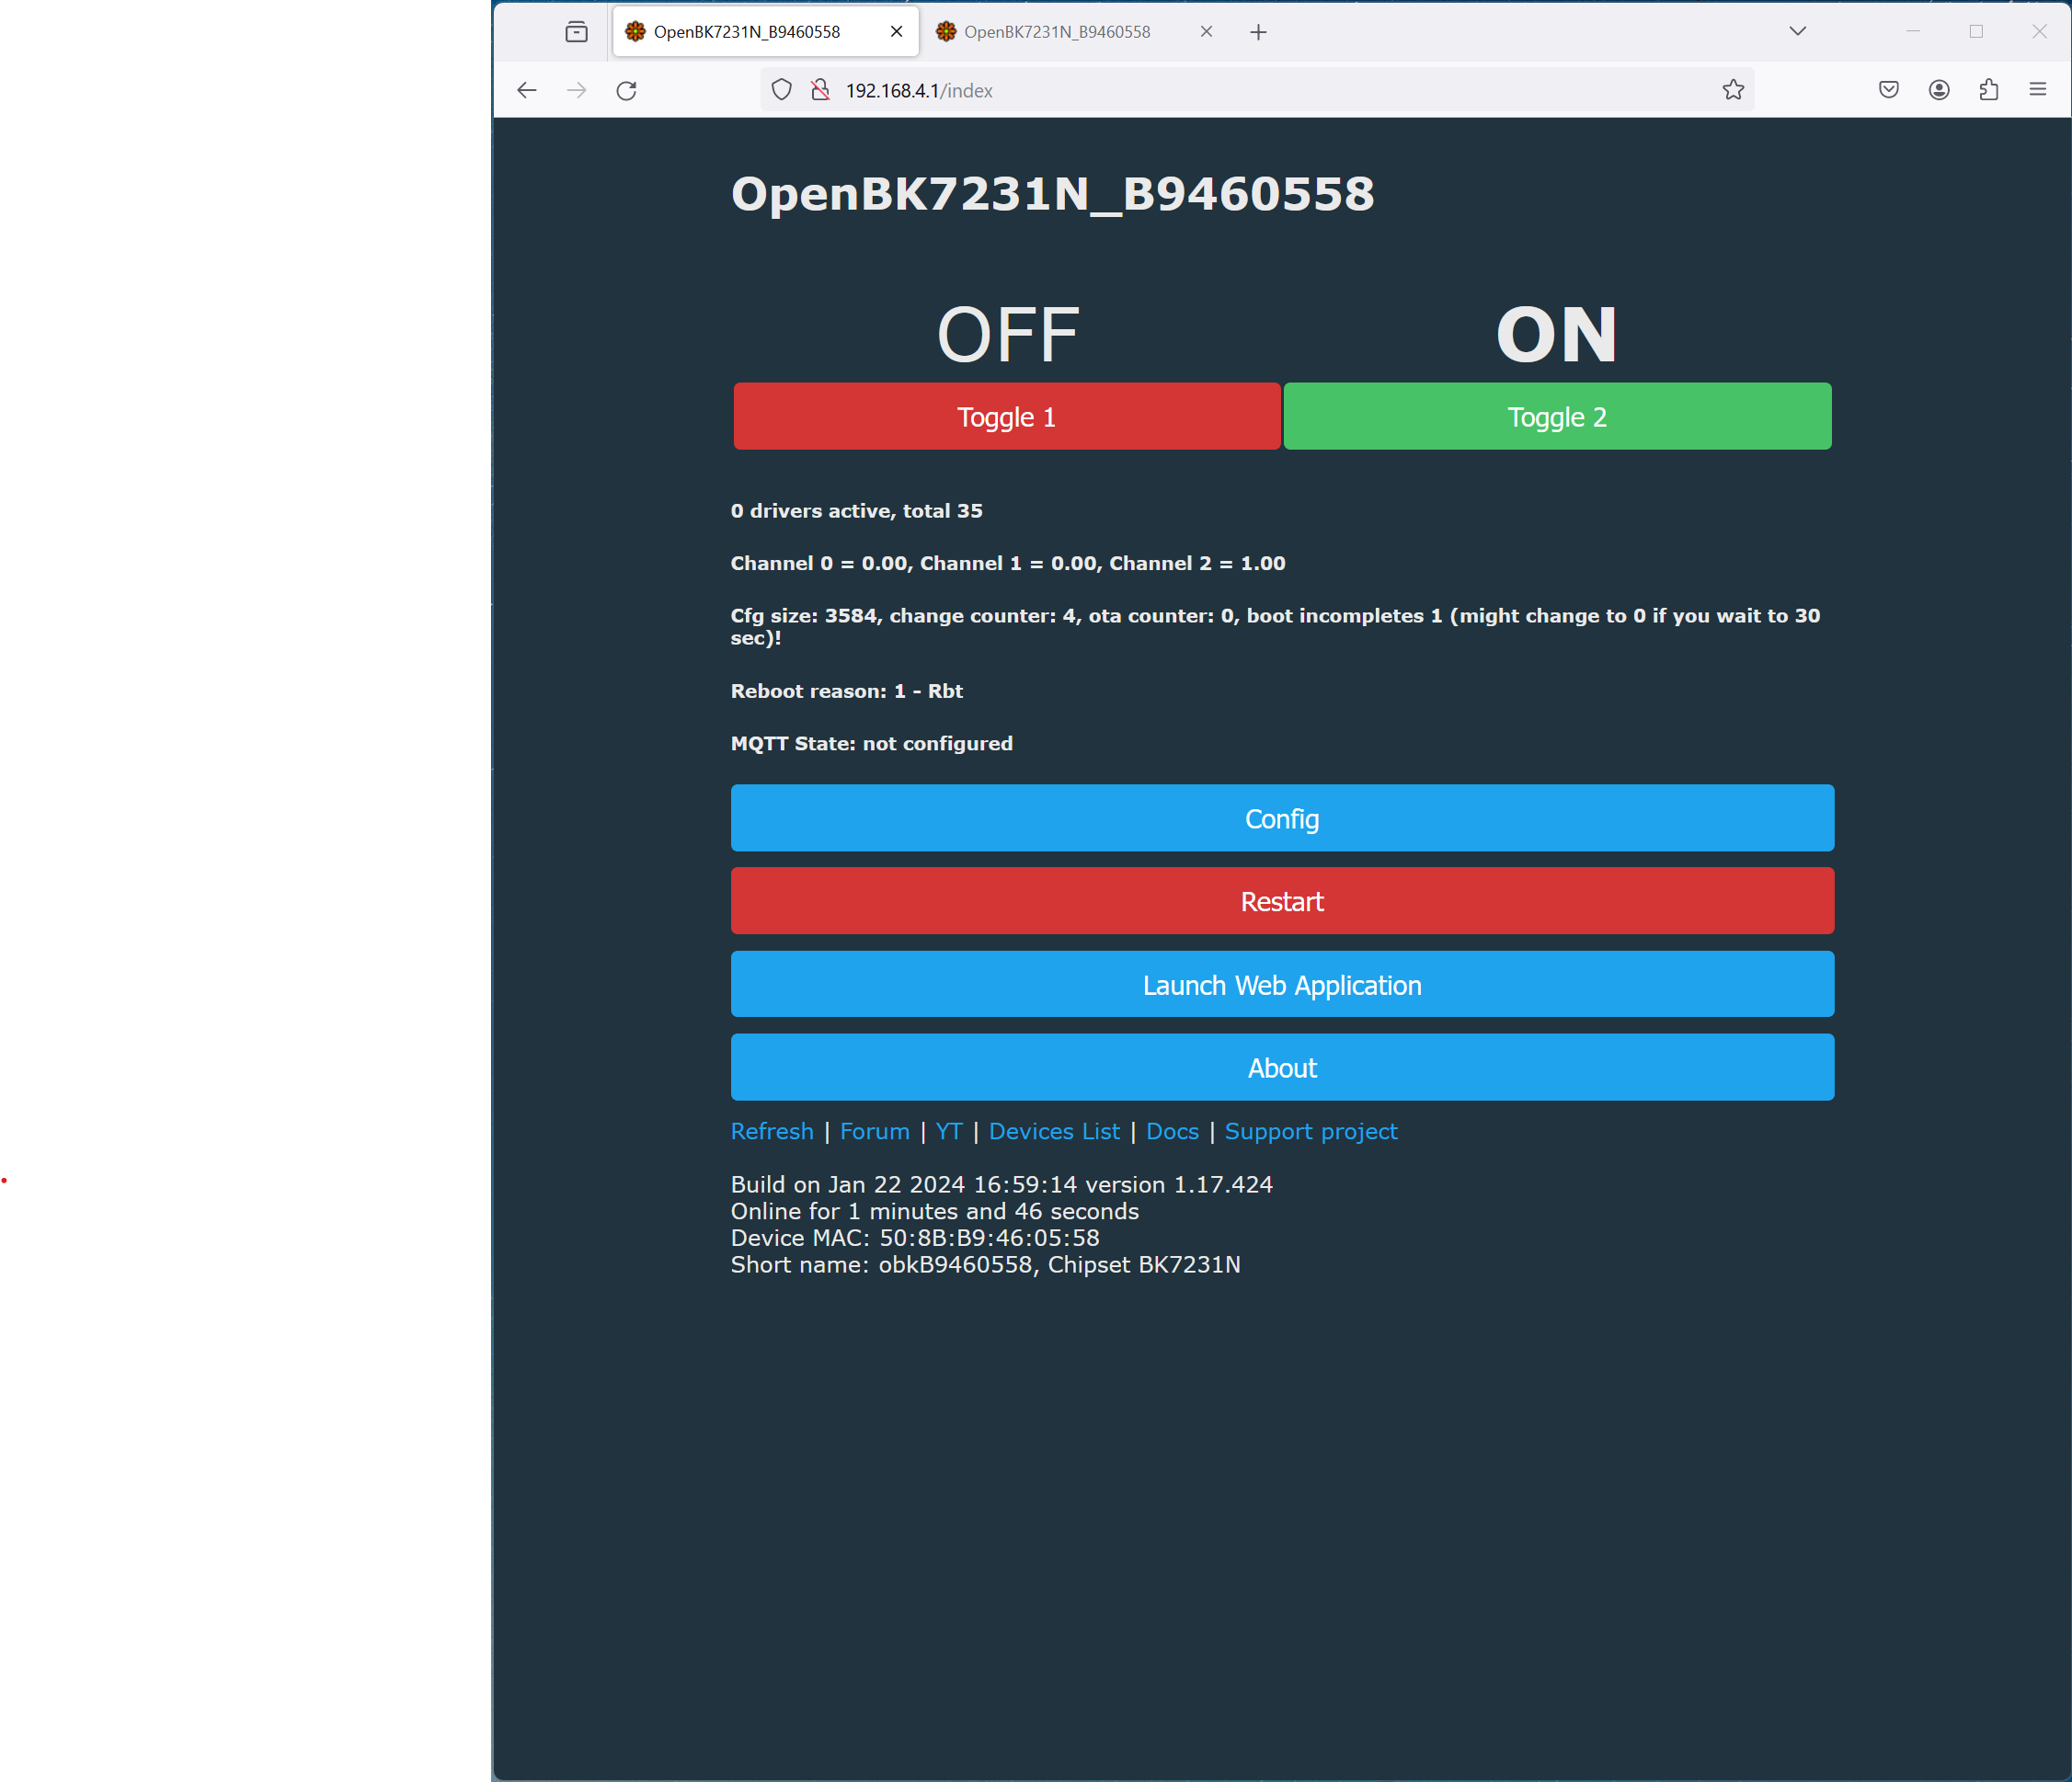 OpenBK7231N_B9460558
OpenBK7231N_B9460558
192.168.4.1/index
OpenBK7231N_B9460558
OFF
ON
Toggle 1
Toggle 2
0 drivers active, total 35
Channel 0 = 0.00, Channel 1 = 0.00, Channel 2 = 1.00
Cfg size: 3584, change counter: 4, ota counter: 0, boot incompletes 1 (might change to 0 if you wait to 30
sec)!
Reboot reason: 1 - Rbt
MQTT State: not configured
Config
Restart
Launch Web Application
About
Refresh | Forum | YT | Devices List | Docs | Support project
Build on Jan 22 2024 16:59:14 version 1.17.424
Online for 1 minutes and 46 seconds
Device MAC: 50:8B:B9:46:05:58
Short name: obkB9460558, Chipset BK7231N